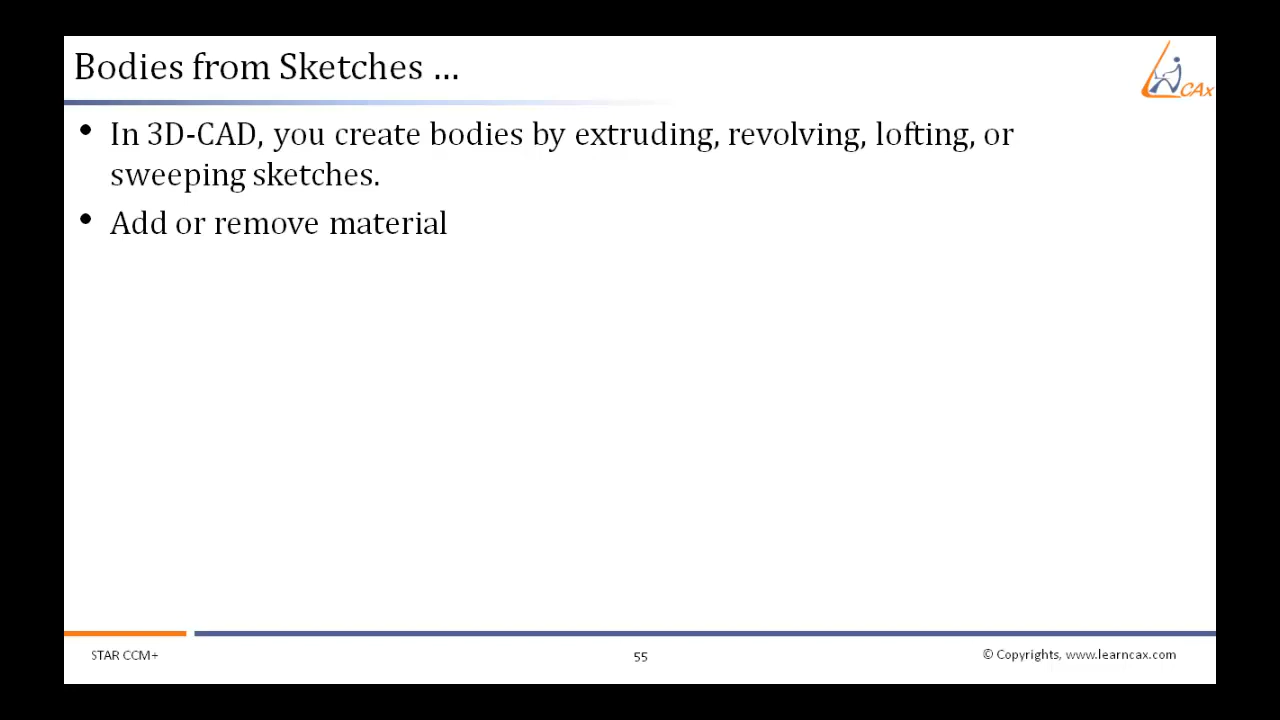 Bodies from Sketches ...
CAx
• In 3D-CAD, you create bodies by extruding, revolving, lofting, or
sweeping sketches.
• Add or remove material
STAR CCM+
55
© Copyrights, www.learncax.com